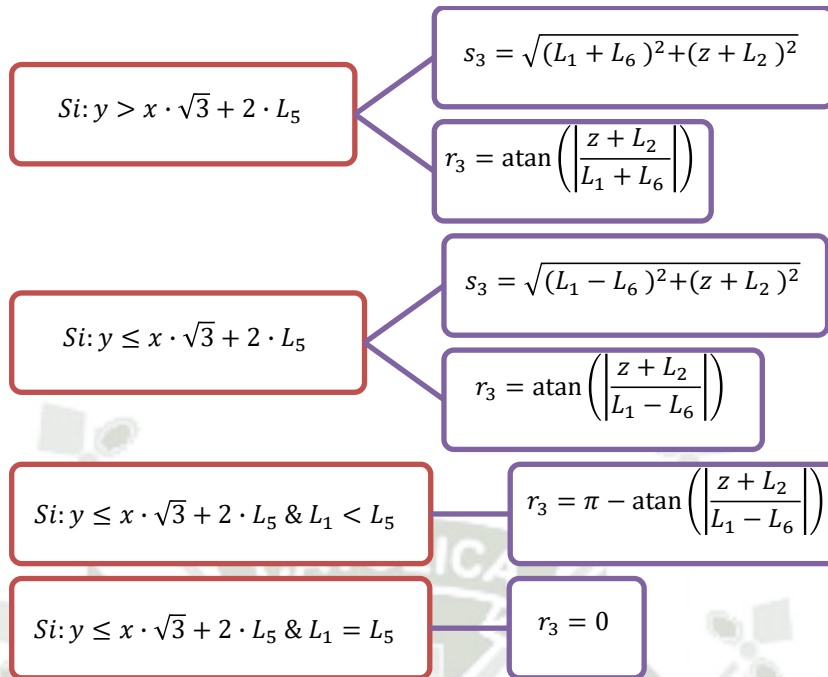 Si: y > x · √3 + 2 · L₅
s₃ = √((L₁ + L₆ )²+(z + L₂ )²)
r₃ = atan(|(z + L₂)/(L₁ + L₆)|)
Si: y ≤ x · √3 + 2 · L₅
s₃ = √((L₁ − L₆ )²+(z + L₂ )²)
r₃ = atan(|(z + L₂)/(L₁ − L₆)|)
Si: y ≤ x · √3 + 2 · L₅ & L₁ < L₅
r₃ = π − atan(|(z + L₂)/(L₁ − L₆)|)
Si: y ≤ x · √3 + 2 · L₅ & L₁ = L₅
r₃ = 0